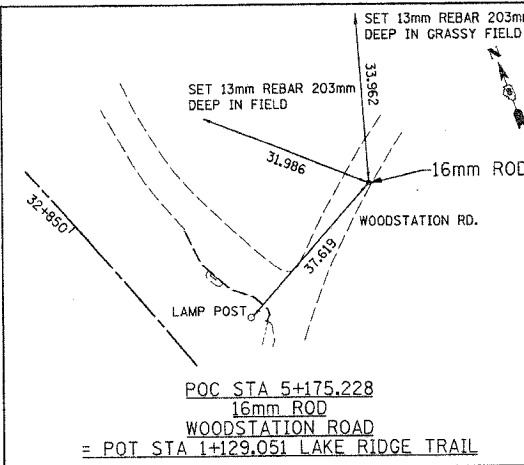 SET 13mm REBAR 203mm
DEEP IN GRASSY FIELD
N
33.962
SET 13mm REBAR 203mm
DEEP IN FIELD
31.986
16mm ROD
WOODSTATION RD.
32+850
37.619
LAMP POST
POC STA 5+175.228
16mm ROD
WOODSTATION ROAD
= POT STA 1+129.051 LAKE RIDGE TRAIL